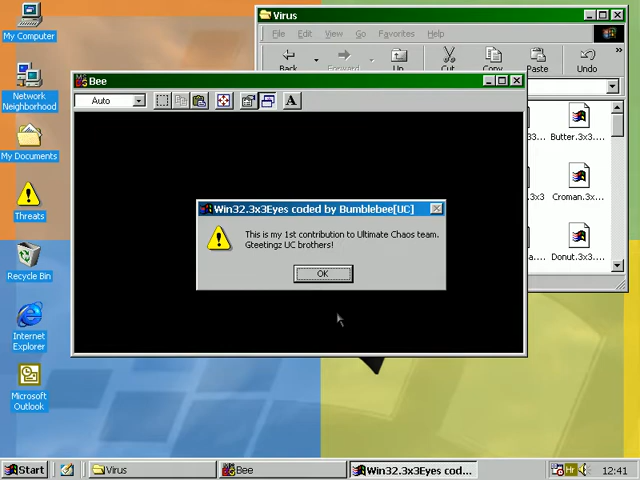 My Computer
Network
Neighborhood
My Documents
Threats
Recycle Bin
Internet
Explorer
Microsoft
Outlook
Virus
File Edit View Go Favorites Help
Back Forward Up Cut Copy Paste Undo
Butter.3x3....
Croman.3x3....
Donut.3x3....
Bee
Auto
A
Win32.3x3Eyes coded by Bumblebee[UC]
This is my 1st contribution to Ultimate Chaos team.
Gteetingz UC brothers!
OK
Start
Virus
Bee
Win32.3x3Eyes cod...
Hr
12:41